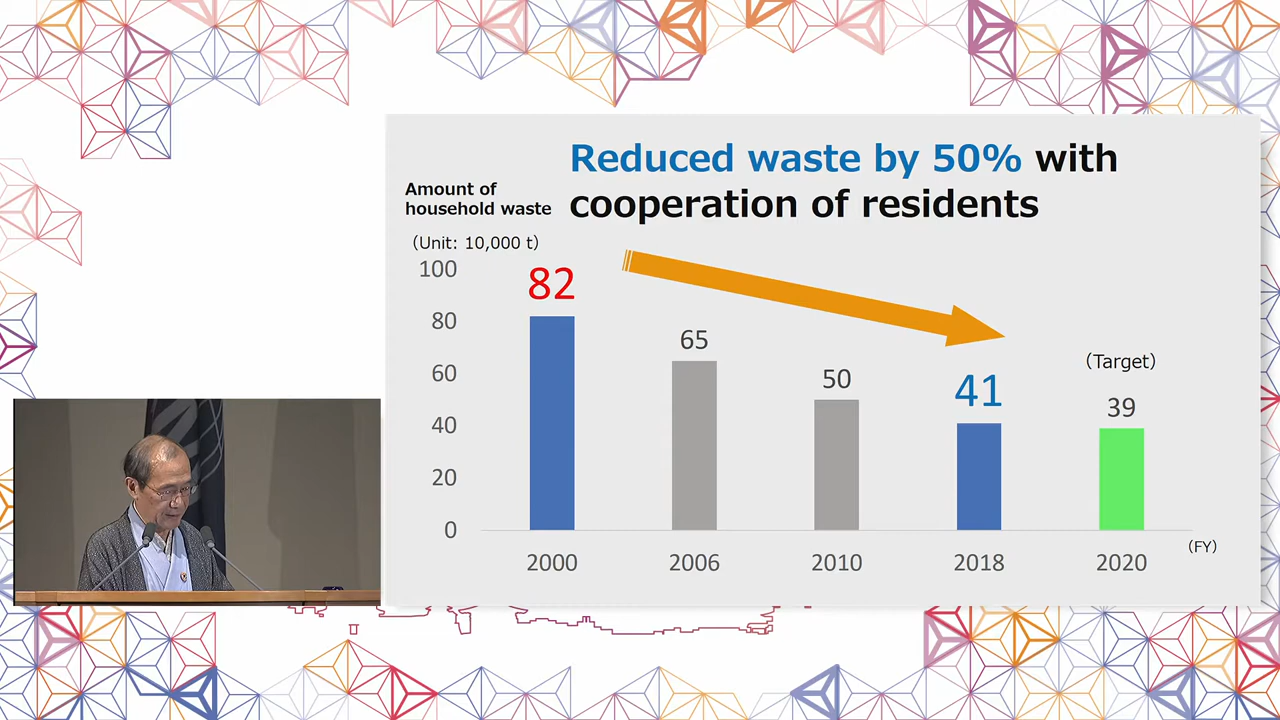 Reduced waste by 50% with
cooperation of residents
Amount of
household waste
(Unit: 10,000 t)
100
80
60
40
20
0
82
65
50
41
(Target)
39
2000
2006
2010
2018
2020
(FY)